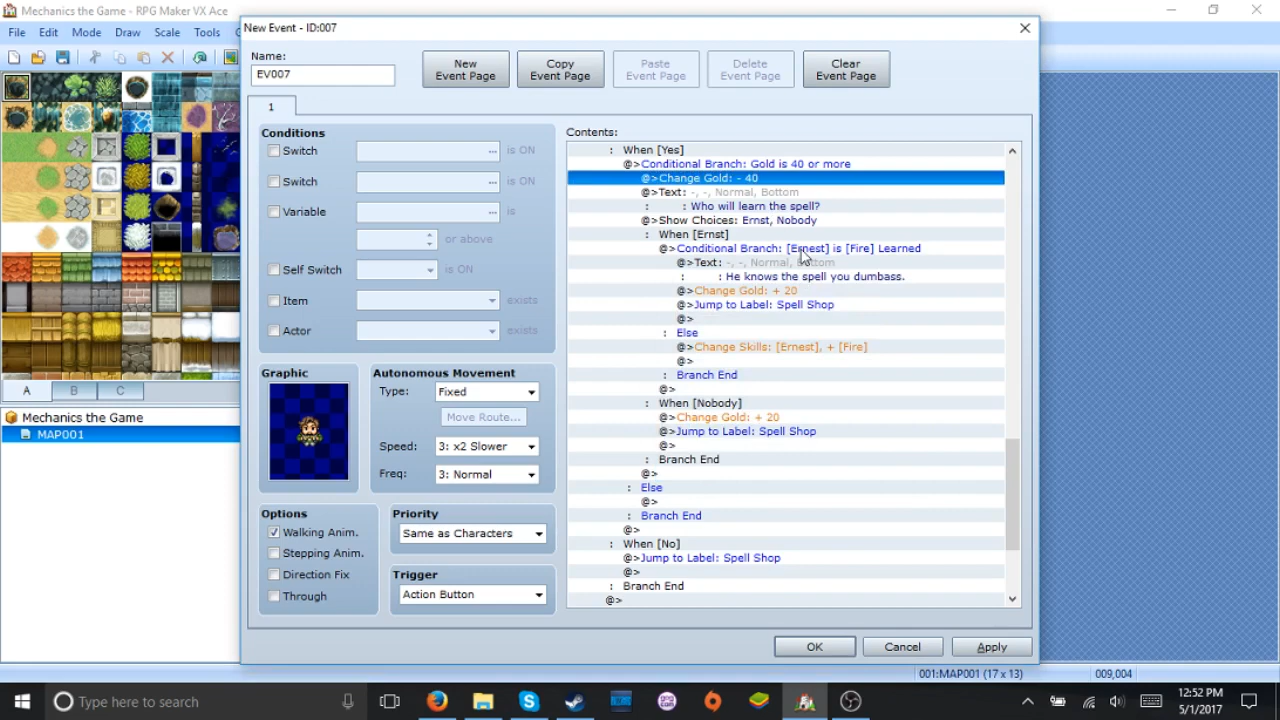 Mechanics the Game - RPG Maker VX Ace
File Edit Mode Draw Scale Tools
New Event - ID:007
Name:
EV007
New Event Page
Copy Event Page
Paste Event Page
Delete Event Page
Clear Event Page
1
Conditions
Switch ... is ON
Switch ... is ON
Variable ... is
or above
Self Switch is ON
Item exists
Actor exists
Graphic
Autonomous Movement
Type: Fixed
Move Route...
Speed: 3: x2 Slower
Freq: 3: Normal
Options
Walking Anim.
Stepping Anim.
Direction Fix
Through
Priority
Same as Characters
Trigger
Action Button
Contents:
: When [Yes]
@>Conditional Branch: Gold is 40 or more
@>Change Gold: - 40
@>Text: -, -, Normal, Bottom
: : Who will learn the spell?
@>Show Choices: Ernst, Nobody
: When [Ernst]
@>Conditional Branch: [Ernest] is [Fire] Learned
@>Text: -, -, Normal, Bottom
: : He knows the spell you dumbass.
@>Change Gold: + 20
@>Jump to Label: Spell Shop
@>
: Else
@>Change Skills: [Ernest], + [Fire]
@>
: Branch End
@>
: When [Nobody]
@>Change Gold: + 20
@>Jump to Label: Spell Shop
@>
: Branch End
@>
: Else
@>
: Branch End
@>
: When [No]
@>Jump to Label: Spell Shop
@>
: Branch End
@>
OK Cancel Apply
A B C
Mechanics the Game
MAP001
001:MAP001 (17 x 13) 009,004
Type here to search
12:52 PM
5/1/2017